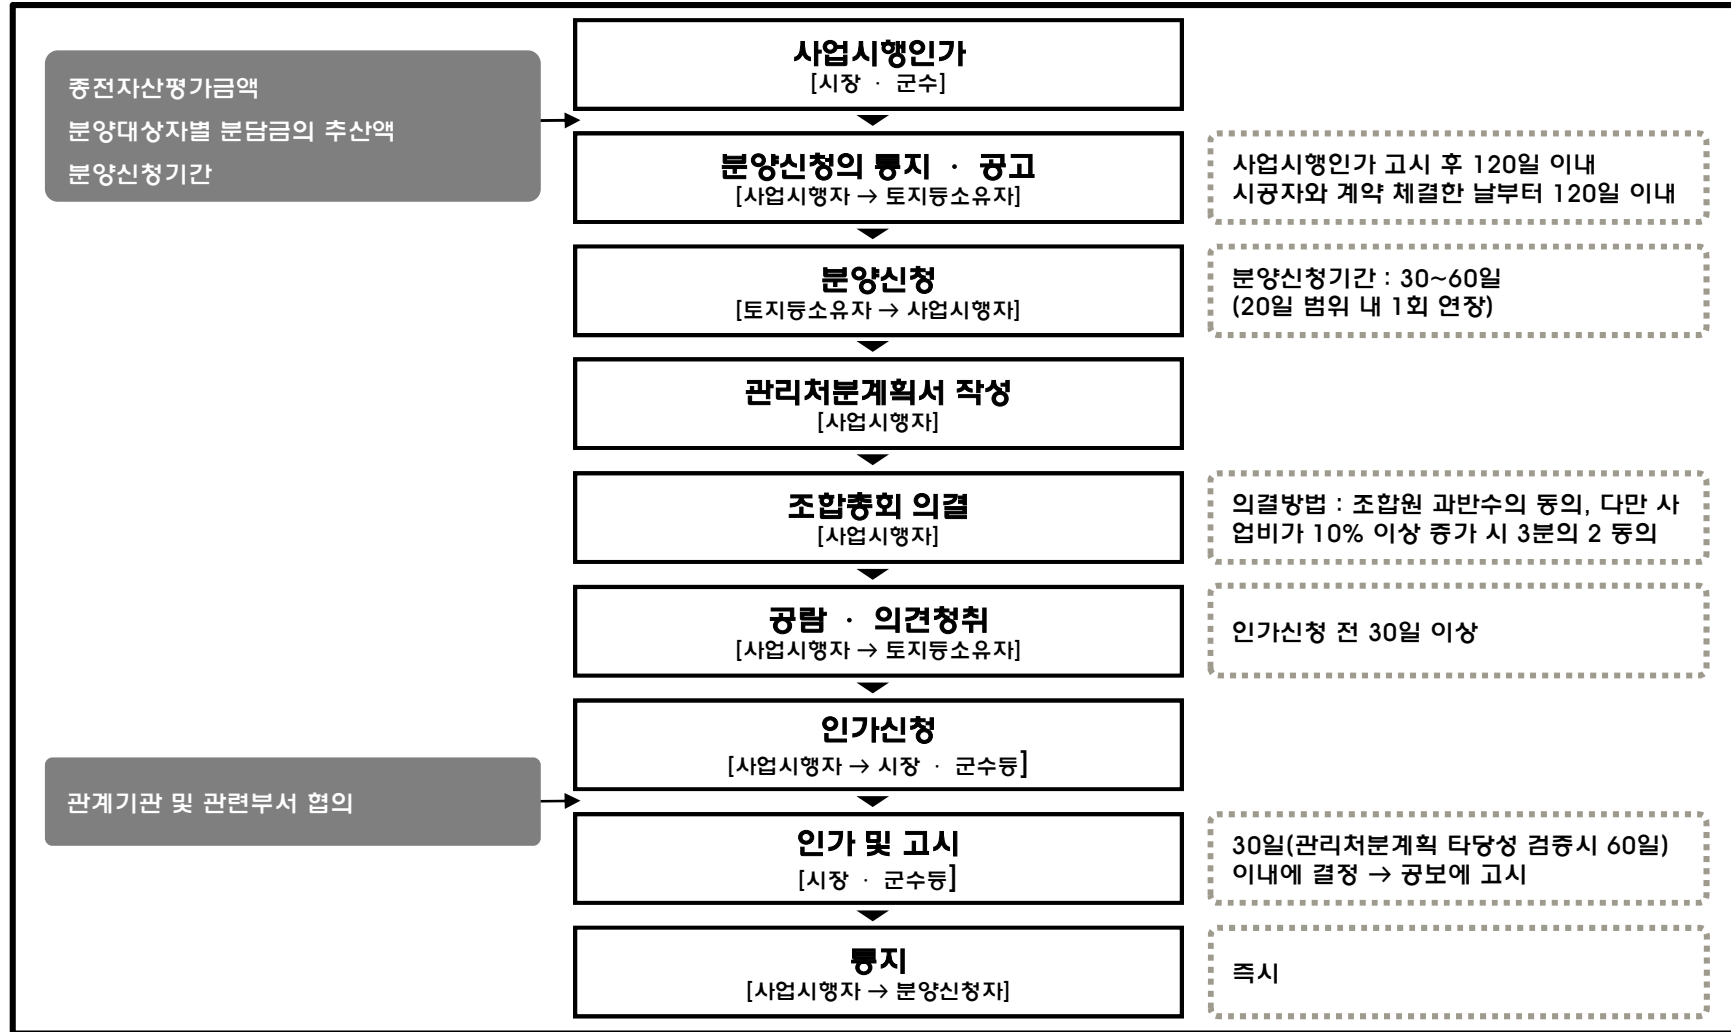 사업시행인가
[시장 · 군수]
종전자산평가금액
분양대상자별 분담금의 추산액
분양신청기간
분양신청의 통지 · 공고
[사업시행자 → 토지등소유자]
사업시행인가 고시 후 120일 이내
시공자와 계약 체결한 날부터 120일 이내
분양신청
[토지등소유자 → 사업시행자]
분양신청기간 : 30~60일
(20일 범위 내 1회 연장)
관리처분계획서 작성
[사업시행자]
조합총회 의결
[사업시행자]
의결방법 : 조합원 과반수의 동의, 다만 사
업비가 10% 이상 증가 시 3분의 2 동의
공람 · 의견청취
[사업시행자 → 토지등소유자]
인가신청 전 30일 이상
인가신청
[사업시행자 → 시장 · 군수등]
관계기관 및 관련부서 협의
인가 및 고시
[시장 · 군수등]
30일(관리처분계획 타당성 검증시 60일)
이내에 결정 → 공보에 고시
통지
[사업시행자 → 분양신청자]
즉시